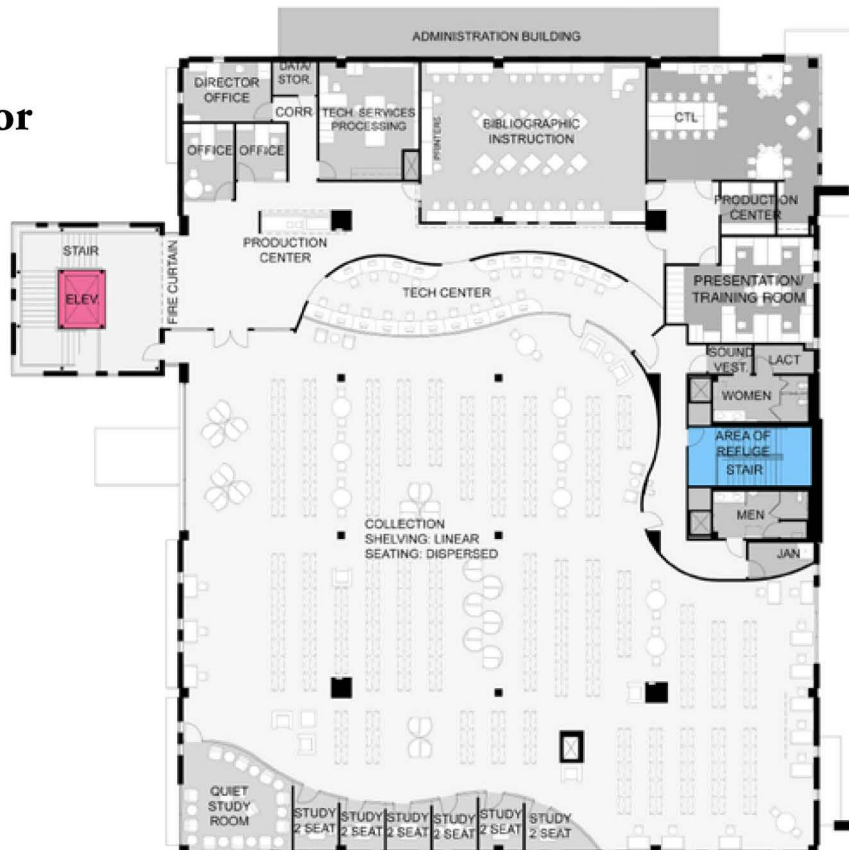 or
ADMINISTRATION BUILDING
DIRECTOR
OFFICE
DATA/
STOR.
CORR.
TECH. SERVICES
PROCESSING
PRINTERS
BIBLIOGRAPHIC
INSTRUCTION
CTL
OFFICE
OFFICE
PRODUCTION
CENTER
STAIR
ELEV.
FIRE CURTAIN
PRODUCTION
CENTER
TECH CENTER
PRESENTATION/
TRAINING ROOM
SOUND
VEST.
LACT
WOMEN
AREA OF
REFUGE
STAIR
MEN
JAN
COLLECTION
SHELVING: LINEAR
SEATING: DISPERSED
QUIET
STUDY
ROOM
STUDY
2 SEAT
STUDY
2 SEAT
STUDY
2 SEAT
STUDY
2 SEAT
STUDY
2 SEAT
STUDY
2 SEAT